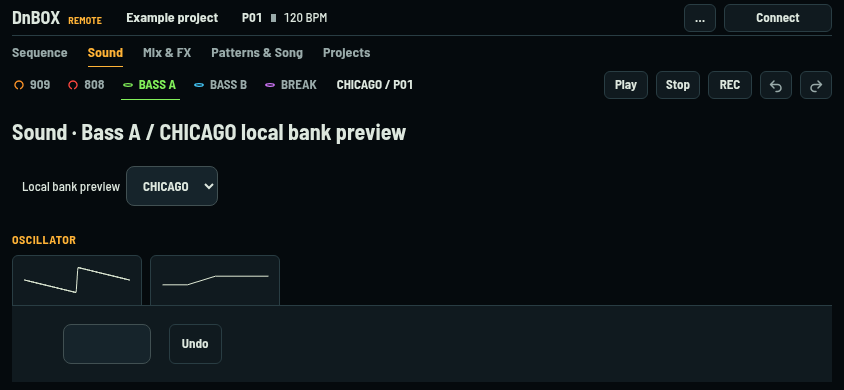 DnBOX REMOTE Example project P01 120 BPM ... Connect
Sequence Sound Mix & FX Patterns & Song Projects
909 808 BASS A BASS B BREAK CHICAGO / P01 Play Stop REC
Sound · Bass A / CHICAGO local bank preview
Local bank preview CHICAGO
OSCILLATOR
Undo